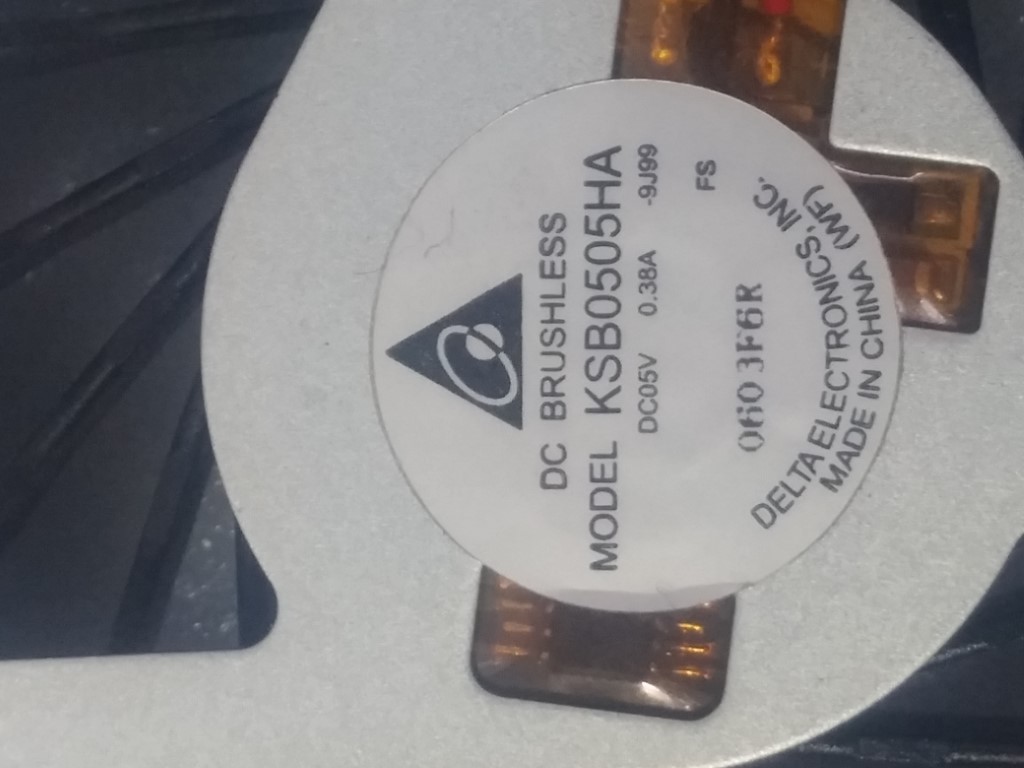 DC BRUSHLESS
MODEL KSB0505HA
DC05V 0.38A -9J99
FS
0603F6R
DELTA ELECTRONICS, INC.
MADE IN CHINA (WF)